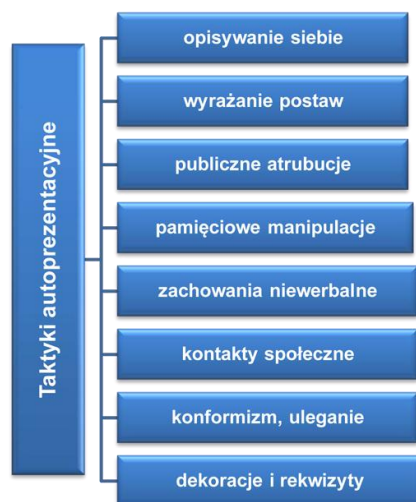 Taktyki autoprezentacyjne
opisywanie siebie
wyrażanie postaw
publiczne atrubucje
pamięciowe manipulacje
zachowania niewerbalne
kontakty społeczne
konformizm, uleganie
dekoracje i rekwizyty